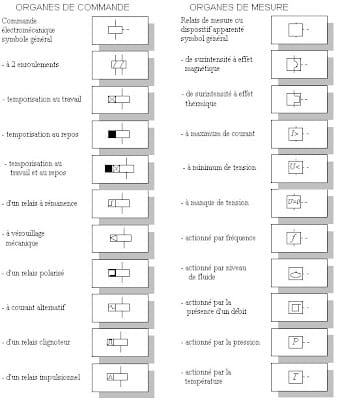 ORGANES DE COMMANDE
Commande
électromécanique
symbole général
- à 2 enroulements
- temporisation au travail
- temporisation au repos
- temporisation au
travail et au repos
- d'un relais à rémanence
- à vérouillage
mécanique
- d'un relais polarisé
- à courant alternatif
- d'un relais clignoteur
- d'un relais impulsionnel
ORGANES DE MESURE
Relais de mesure ou
dispositif apparenté
symbol général
- de surintensité à effet
magnétique
- de surintensité à effet
thermique
- à maximum de courant
I>
- à minimum de tension
U<
- à manque de tension
U=0
- actionné par fréquence
f
- actionné par niveau
de fluide
- actionné par la
présence d'un débit
- actionné par la pression
P
- actionné par la
température
T